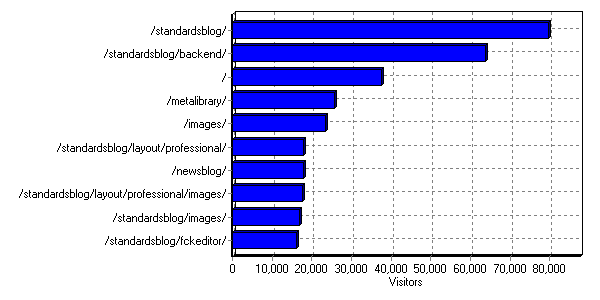 /standardsblog/
/standardsblog/backend/
/
/metalibrary/
/images/
/standardsblog/layout/professional/
/newsblog/
/standardsblog/layout/professional/images/
/standardsblog/images/
/standardsblog/fckeditor/
0 10,000 20,000 30,000 40,000 50,000 60,000 70,000 80,000
Visitors